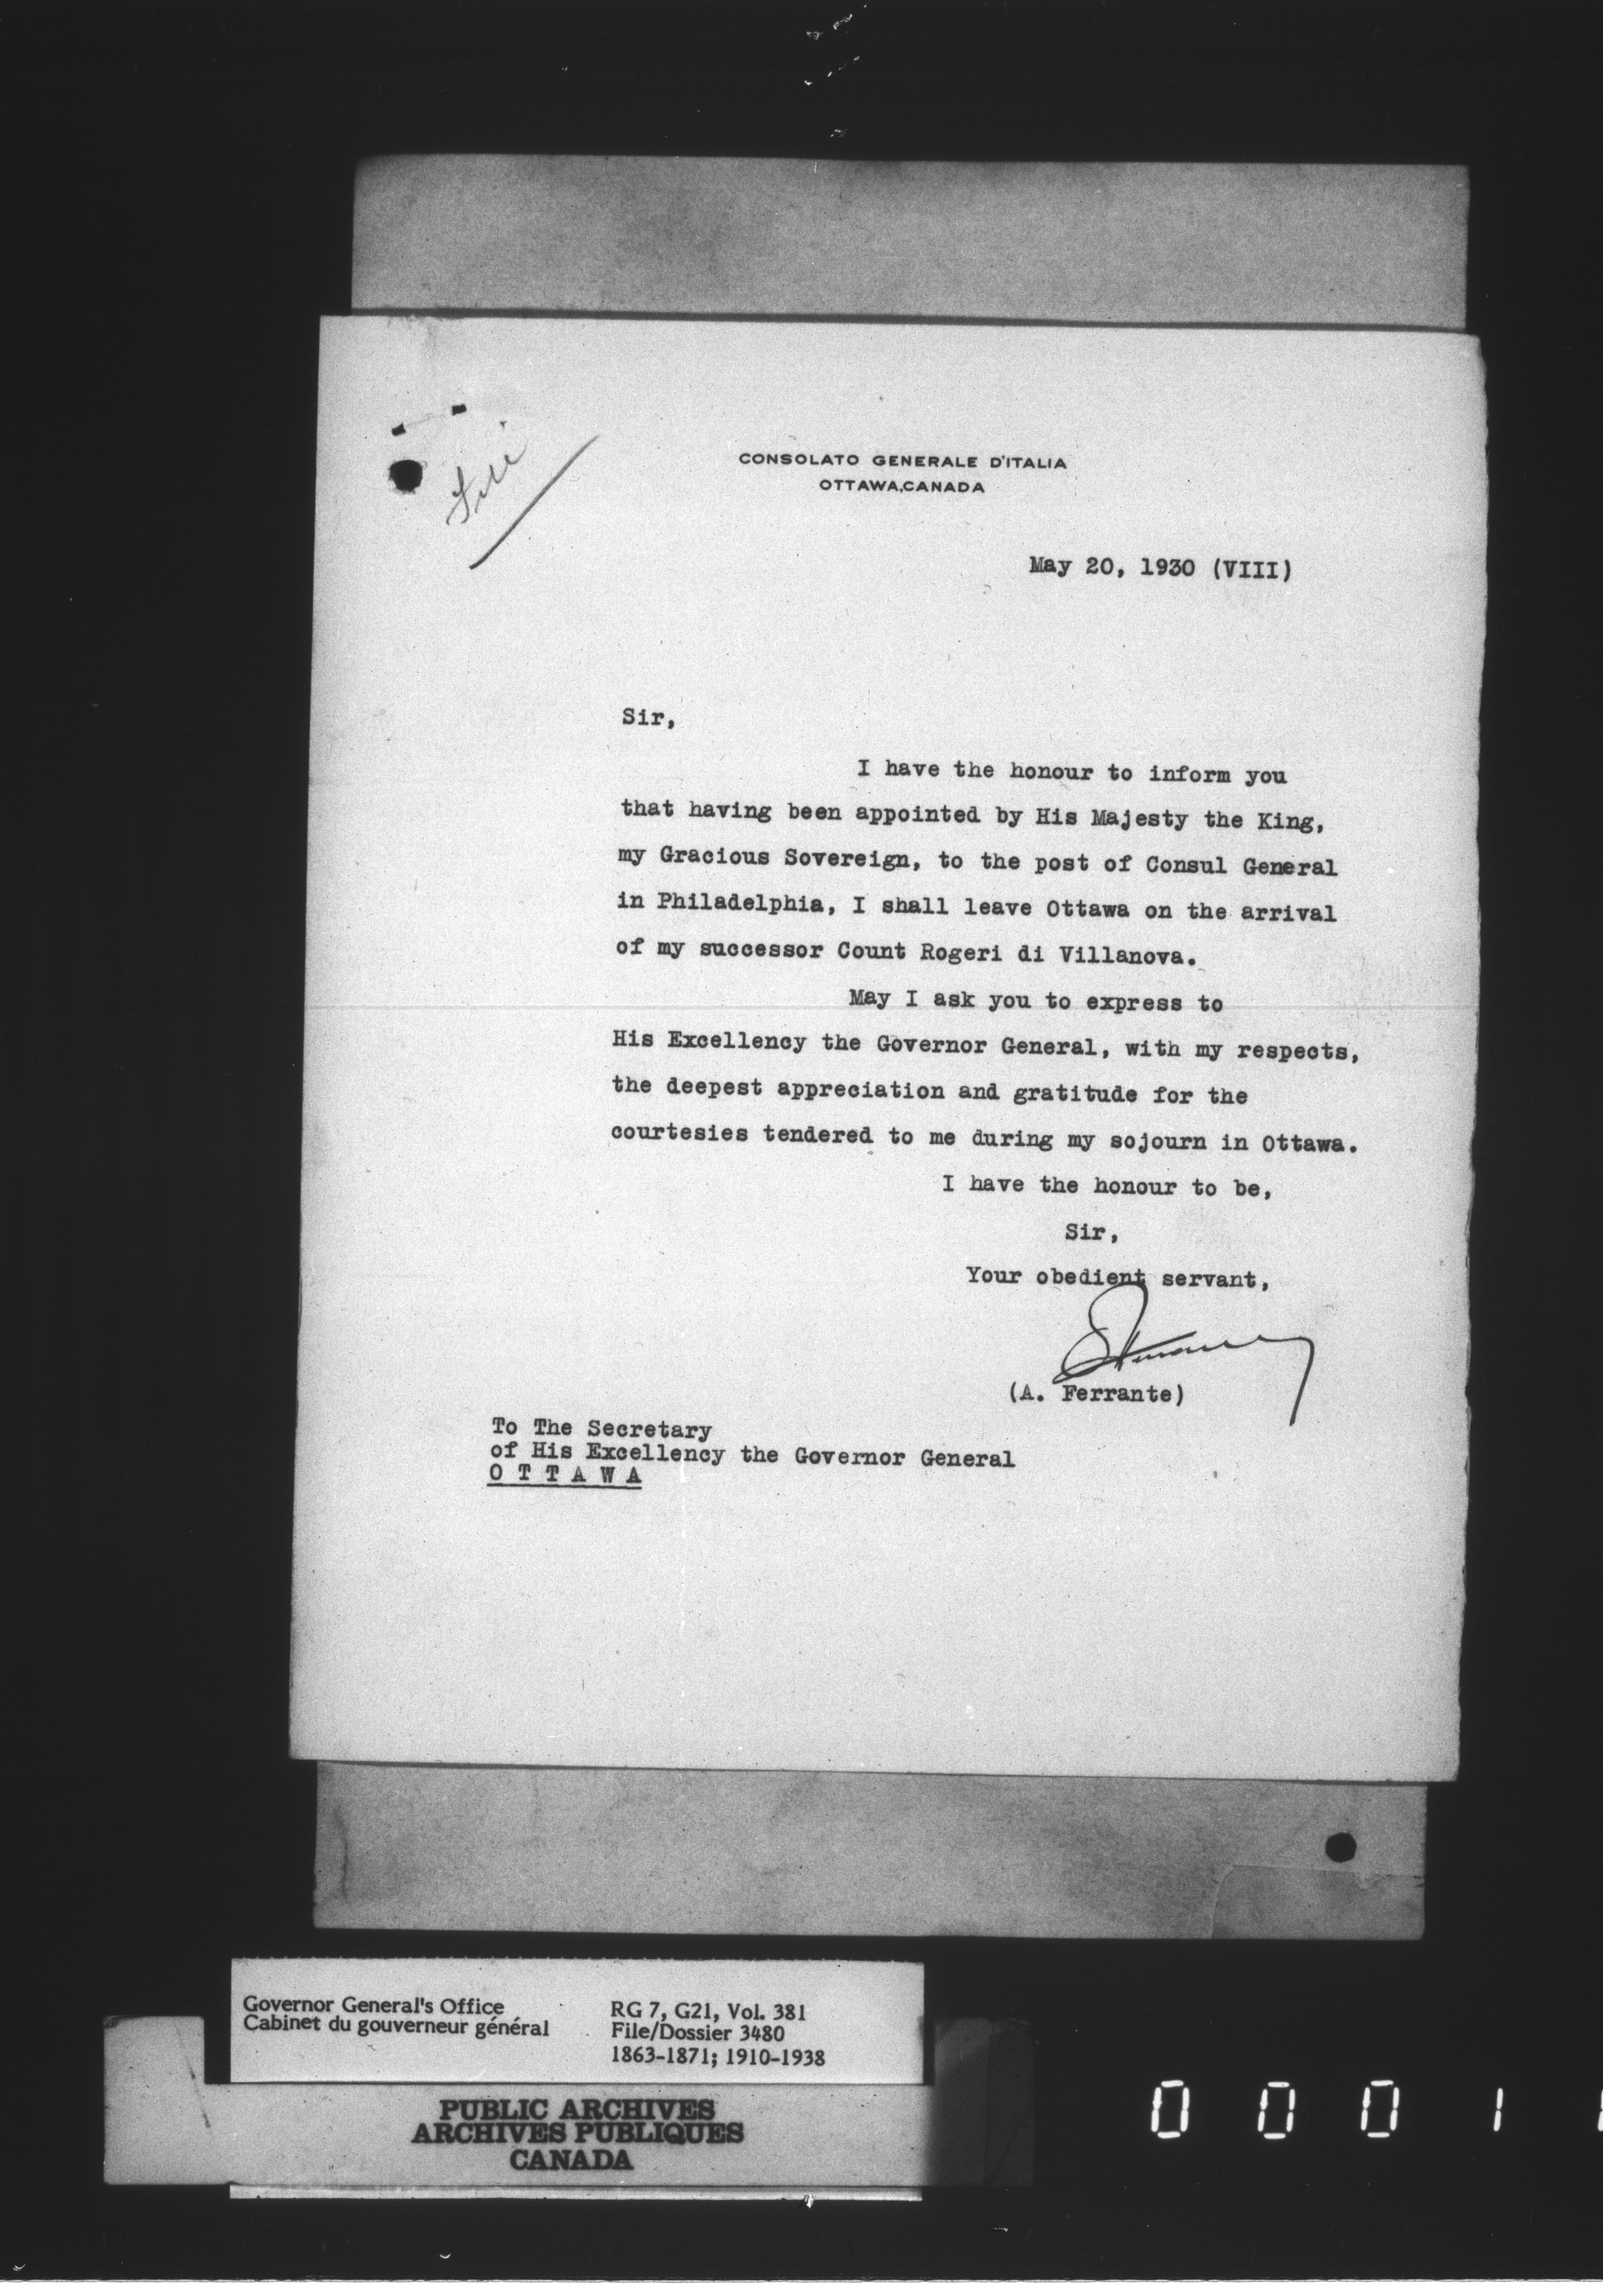 File
CONSOLATO GENERALE D'ITALIA
OTTAWA,CANADA
May 20, 1930 (VIII)
Sir,
I have the honour to inform you
that having been appointed by His Majesty the King,
my Gracious Sovereign, to the post of Consul General
in Philadelphia, I shall leave Ottawa on the arrival
of my successor Count Rogeri di Villanova.
May I ask you to express to
His Excellency the Governor General, with my respects,
the deepest appreciation and gratitude for the
courtesies tendered to me during my sojourn in Ottawa.
I have the honour to be,
Sir,
Your obedient servant,
(A. Ferrante)
To The Secretary
of His Excellency the Governor General
O T T A W A
Governor General's Office
Cabinet du gouverneur général
RG 7, G21, Vol. 381
File/Dossier 3480
1863-1871; 1910-1938
PUBLIC ARCHIVES
ARCHIVES PUBLIQUES
CANADA
0 0 0 1